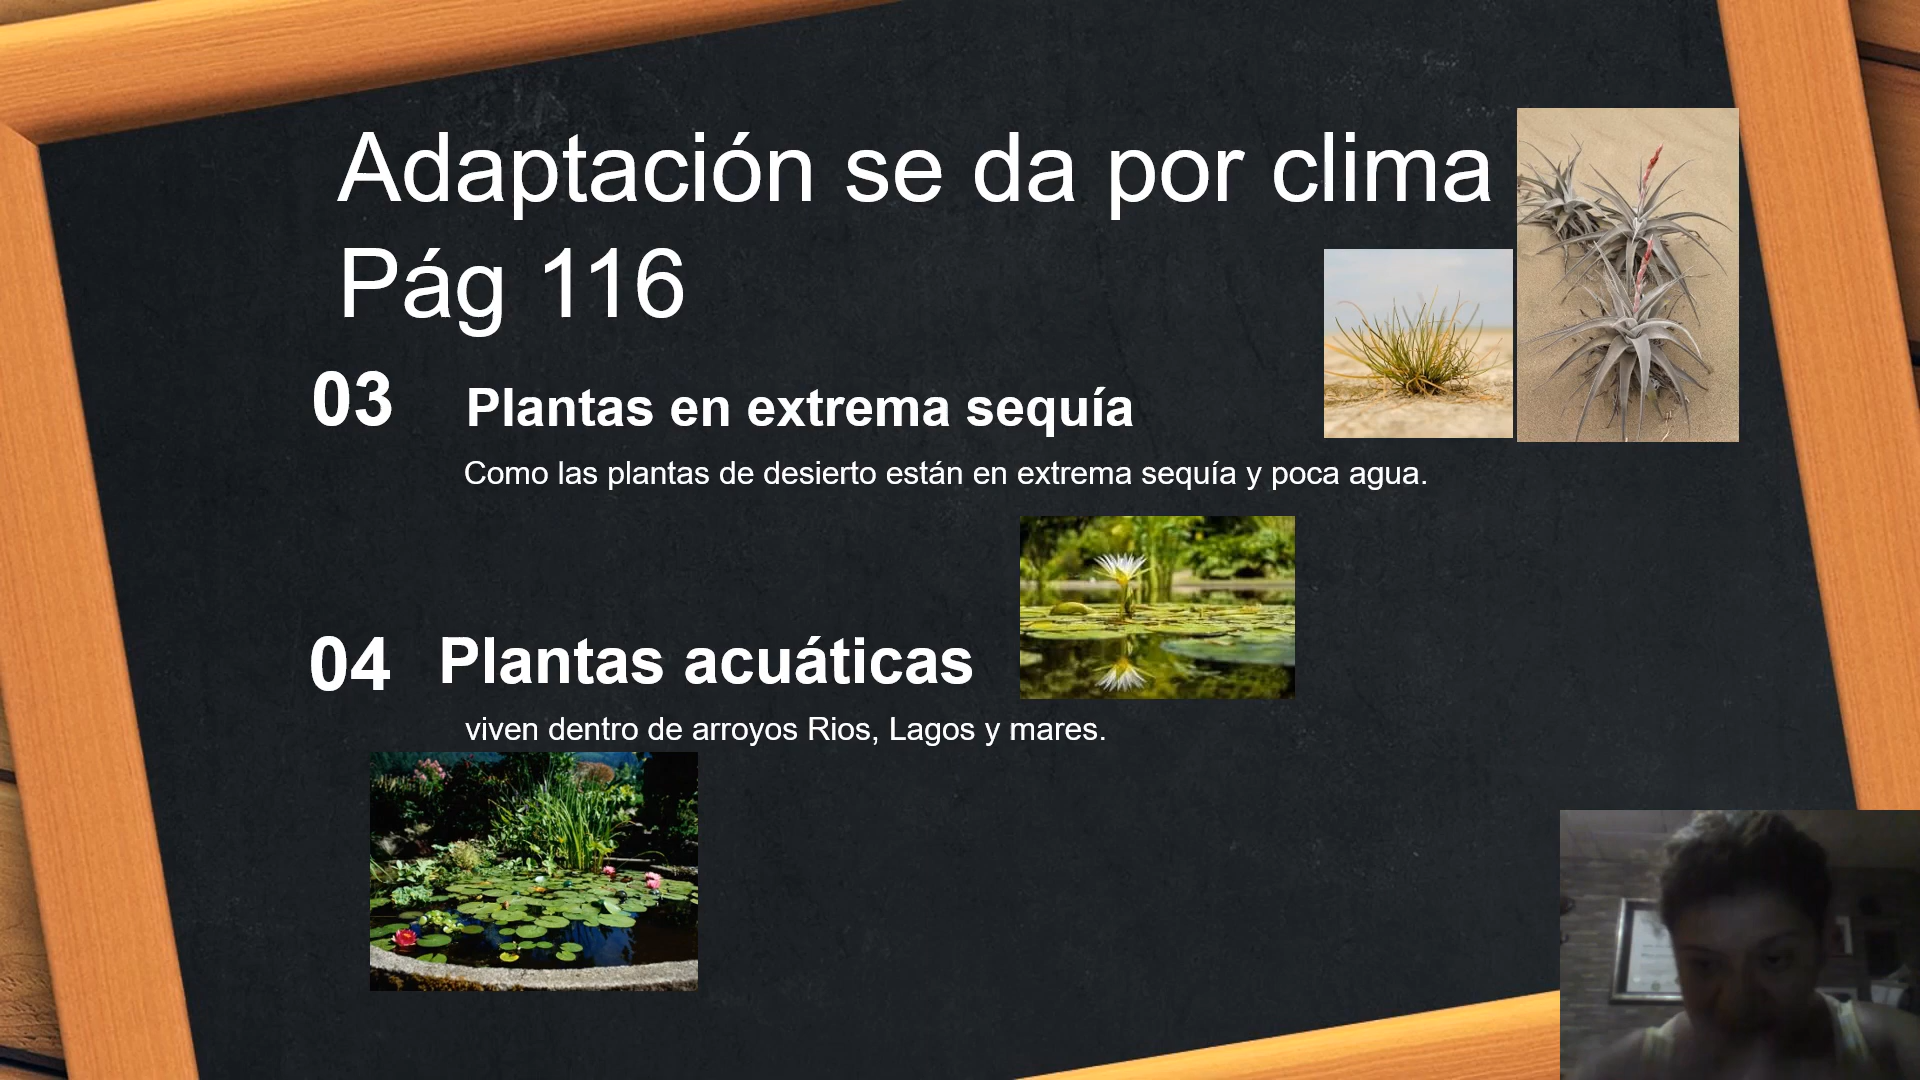 Adaptación se da por clima
Pág 116
03
Plantas en extrema sequía
Como las plantas de desierto están en extrema sequía y poca agua.
04
Plantas acuáticas
viven dentro de arroyos Rios, Lagos y mares.